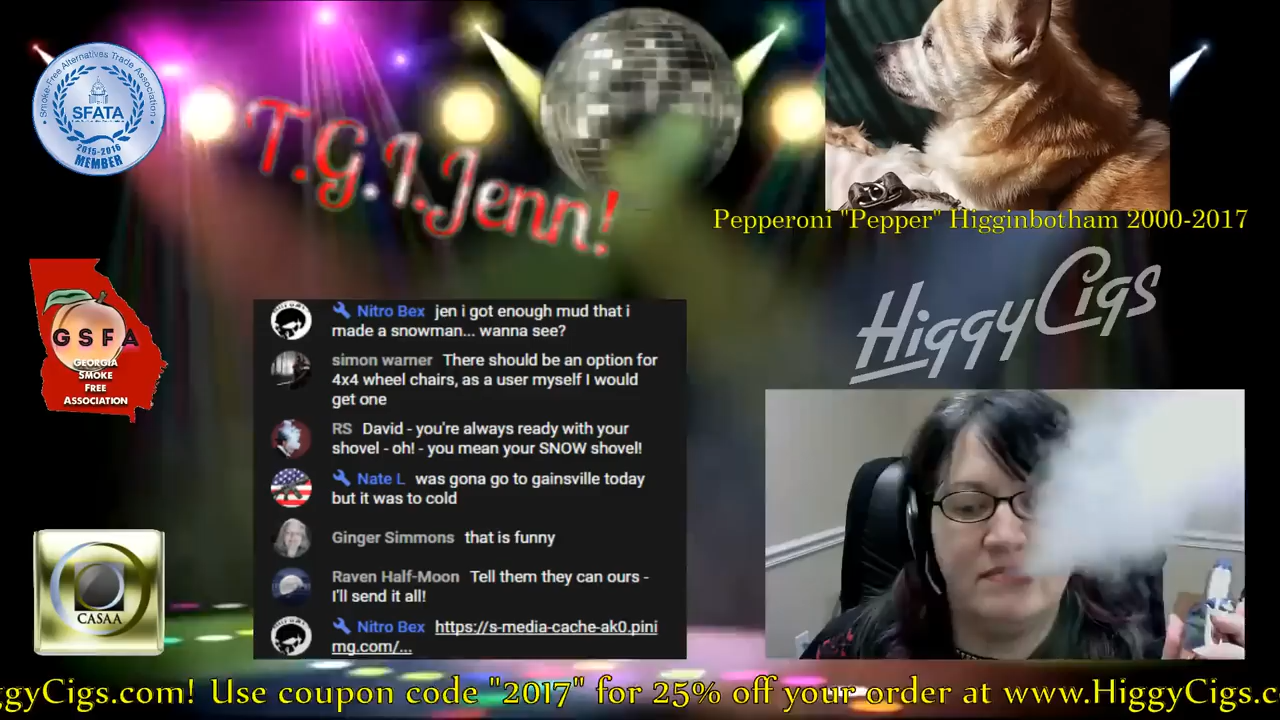 Smoke-Free Alternatives Trade Association
SFATA
2015-2016
MEMBER
T.G.I.Jenn!
Pepperoni "Pepper" Higginbotham 2000-2017
GSFA
GEORGIA
SMOKE
FREE
ASSOCIATION
HiggyCigs
Nitro Bex jen i got enough mud that i
made a snowman... wanna see?
simon warner There should be an option for
4x4 wheel chairs, as a user myself I would
get one
RS David - you're always ready with your
shovel - oh! - you mean your SNOW shovel!
Nate L was gona go to gainsville today
but it was to cold
Ginger Simmons that is funny
Raven Half-Moon Tell them they can ours -
I'll send it all!
Nitro Bex https://s-media-cache-ak0.pini
mg.com/...
CASAA
ggyCigs.com! Use coupon code "2017" for 25% off your order at www.HiggyCigs.c